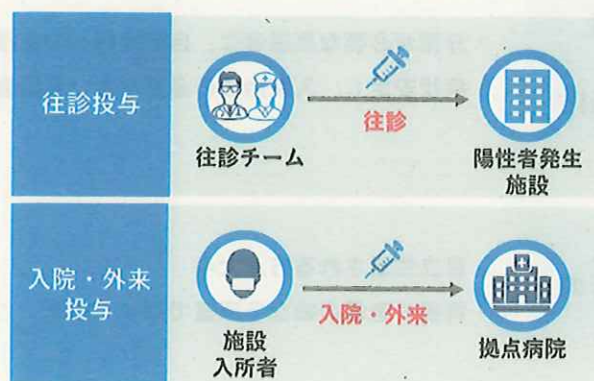 往診投与
往診チーム
往診
陽性者発生
施設
入院・外来
投与
施設
入所者
入院・外来
拠点病院